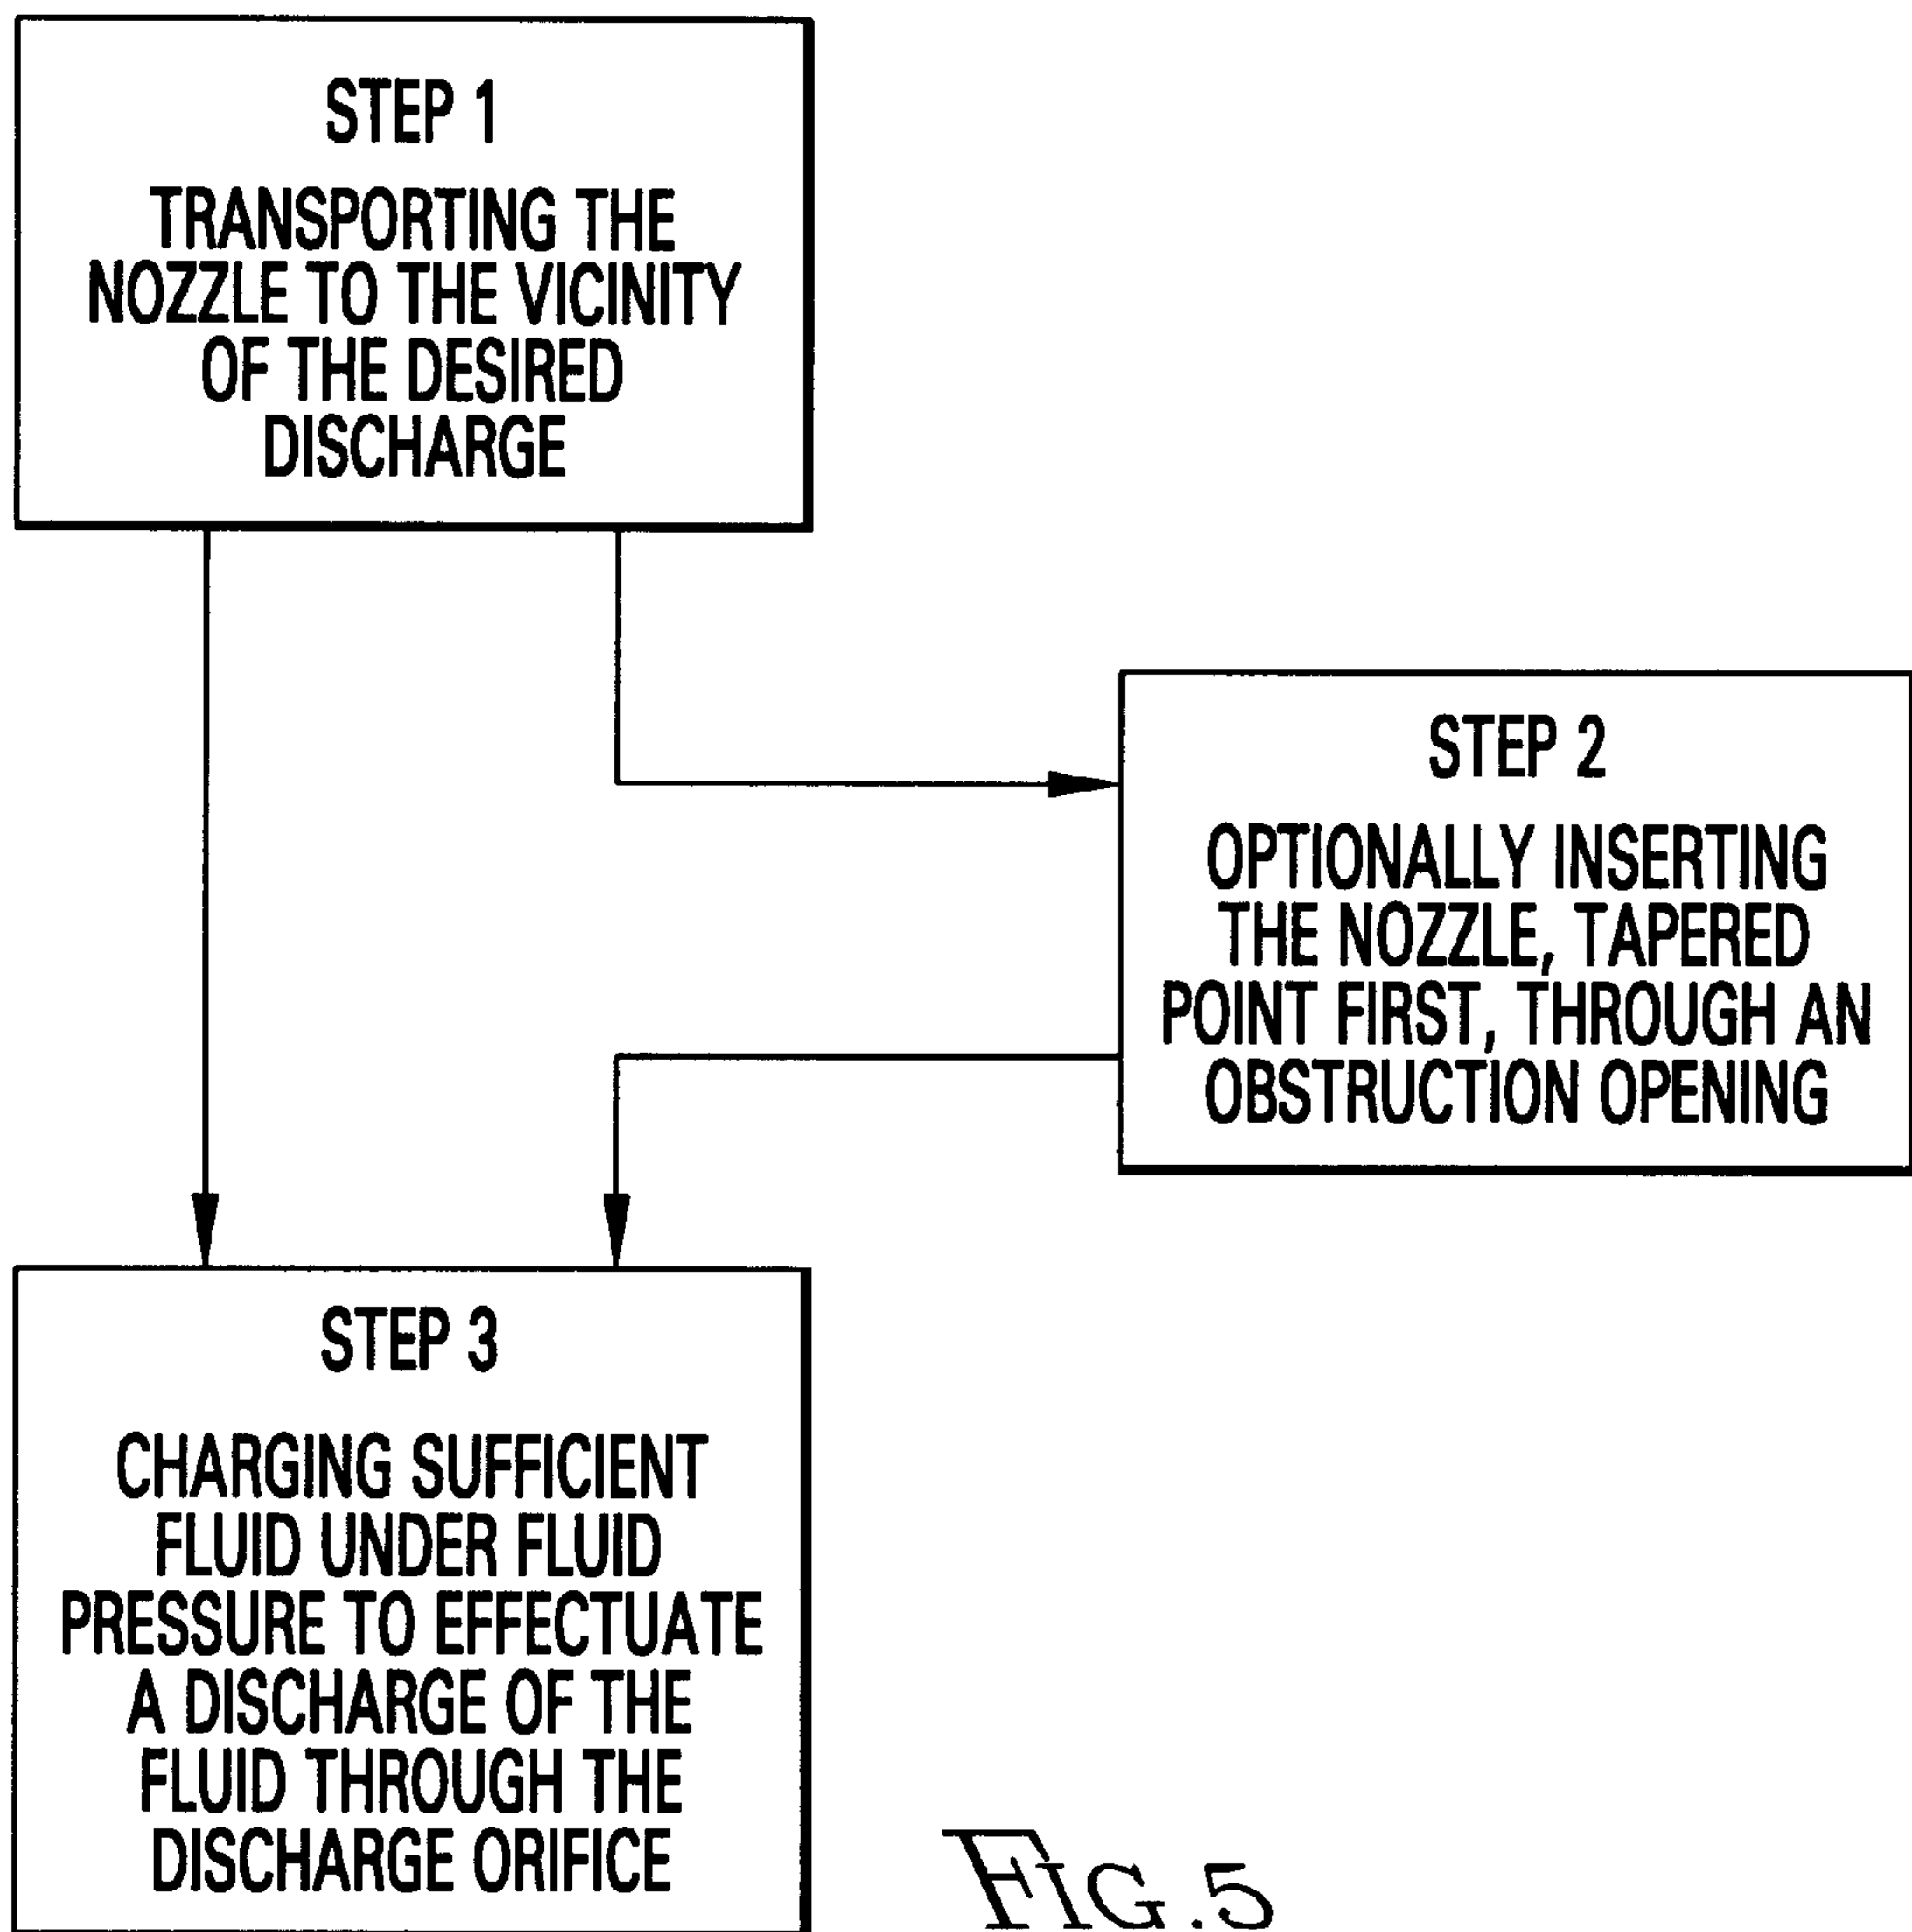 STEP 1
TRANSPORTING THE
NOZZLE TO THE VICINITY
OF THE DESIRED
DISCHARGE
STEP 2
OPTIONALLY INSERTING
THE NOZZLE, TAPERED
POINT FIRST, THROUGH AN
OBSTRUCTION OPENING
STEP 3
CHARGING SUFFICIENT
FLUID UNDER FLUID
PRESSURE TO EFFECTUATE
A DISCHARGE OF THE
FLUID THROUGH THE
DISCHARGE ORIFICE
FIG.5